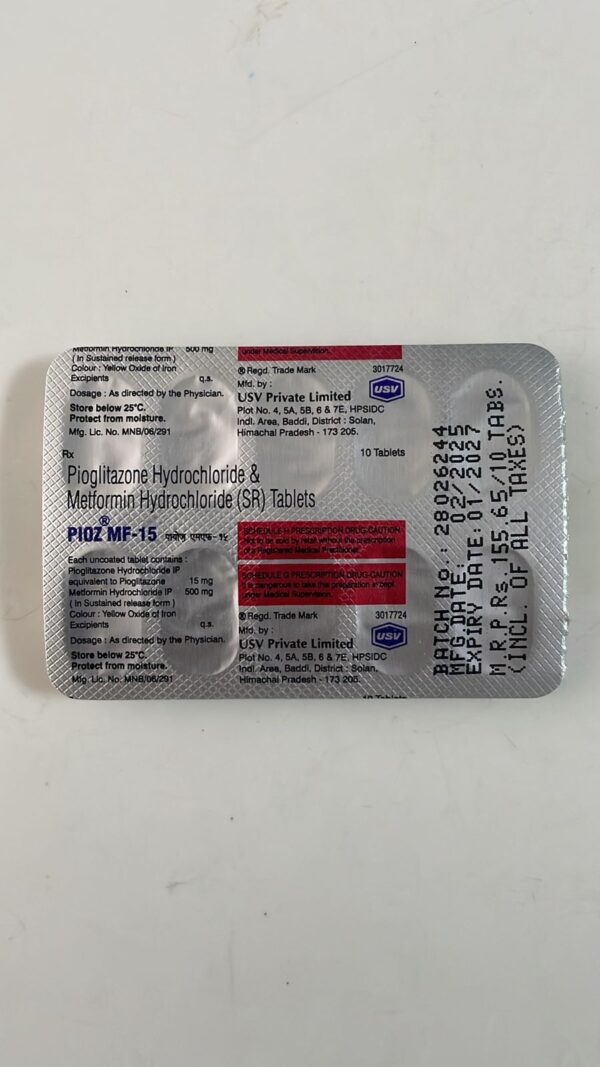 Metformin Hydrochloride IP 500 mg
( In Sustained release form )
Colour : Yellow Oxide of Iron
Excipients q.s.
Dosage : As directed by the Physician.
Store below 25°C.
Protect from moisture.
Mfg. Lic. No. MNB/06/291
under Medical Supervision.
® Regd. Trade Mark 3017724
Mfd. by :
USV Private Limited
USV
Plot No. 4, 5A, 5B, 6 & 7E, HPSIDC
Indl. Area, Baddi, District : Solan,
Himachal Pradesh - 173 205.
Rx
10 Tablets
Pioglitazone Hydrochloride &
Metformin Hydrochloride (SR) Tablets
PIOZ® MF-15 पायोज़ एमएफ-१५
Each uncoated tablet contains :
Pioglitazone Hydrochloride IP
equivalent to Pioglitazone 15 mg
Metformin Hydrochloride IP 500 mg
( In Sustained release form )
Colour : Yellow Oxide of Iron
Excipients q.s.
Dosage : As directed by the Physician.
Store below 25°C.
Protect from moisture.
Mfg. Lic. No. MNB/06/291
SCHEDULE H PRESCRIPTION DRUG-CAUTION
Not to be sold by retail without the prescription
of a Registered Medical Practitioner.
SCHEDULE G PRESCRIPTION DRUG-CAUTION
It is dangerous to take this preparation except
under Medical Supervision.
® Regd. Trade Mark 3017724
Mfd. by :
USV Private Limited
USV
Plot No. 4, 5A, 5B, 6 & 7E, HPSIDC
Indl. Area, Baddi, District : Solan,
Himachal Pradesh - 173 205.
10 Tablets
BATCH No.: 28026244
MFG.DATE: 02/2025
EXPIRY DATE: 01/2027
M.R.P.Rs.155.65/10 TABS.
(INCL. OF ALL TAXES)